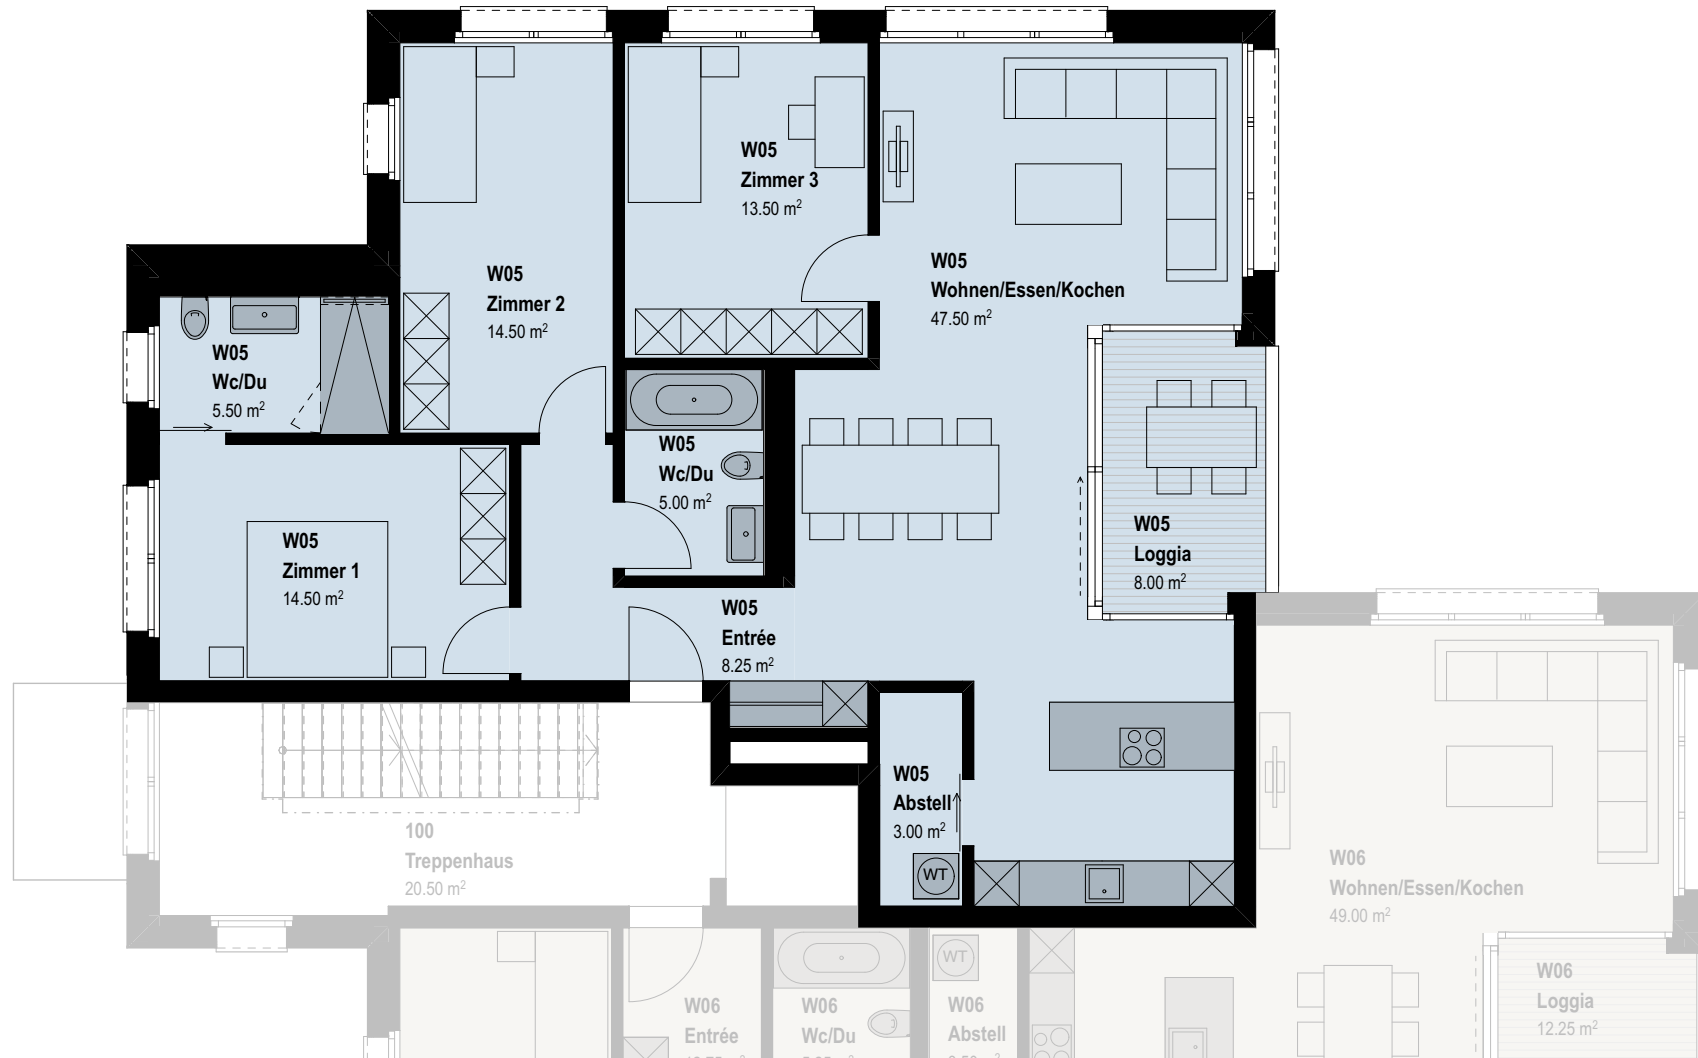 W05
Zimmer 3
13.50 m²
W05
Zimmer 2
14.50 m²
W05
Wohnen/Essen/Kochen
47.50 m²
W05
Wc/Du
5.50 m²
W05
Wc/Du
5.00 m²
W05
Loggia
8.00 m²
W05
Zimmer 1
14.50 m²
W05
Entrée
8.25 m²
W05
Abstell
3.00 m²
WT
100
Treppenhaus
20.50 m²
W06
Wohnen/Essen/Kochen
49.00 m²
WT
W06
Entrée
W06
Wc/Du
W06
Abstell
W06
Loggia
12.25 m²